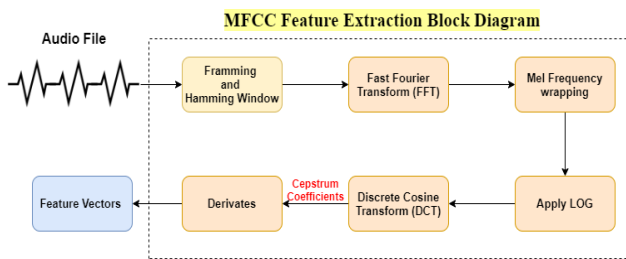 MFCC Feature Extraction Block Diagram
Audio File
Framming
and
Hamming Window
Fast Fourier
Transform (FFT)
Mel Frequency
wrapping
Apply LOG
Discrete Cosine
Transform (DCT)
Cepstrum
Coefficients
Derivates
Feature Vectors